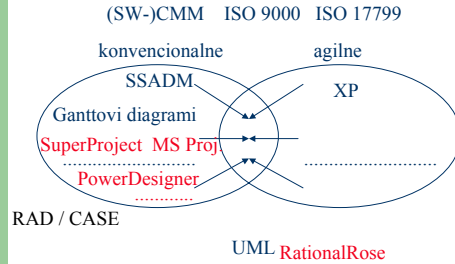 (SW-)CMM ISO 9000 ISO 17799
konvencionalne agilne
SSADM
XP
Ganttovi diagrami
SuperProject MS Proj.
PowerDesigner
RAD / CASE
UML RationalRose